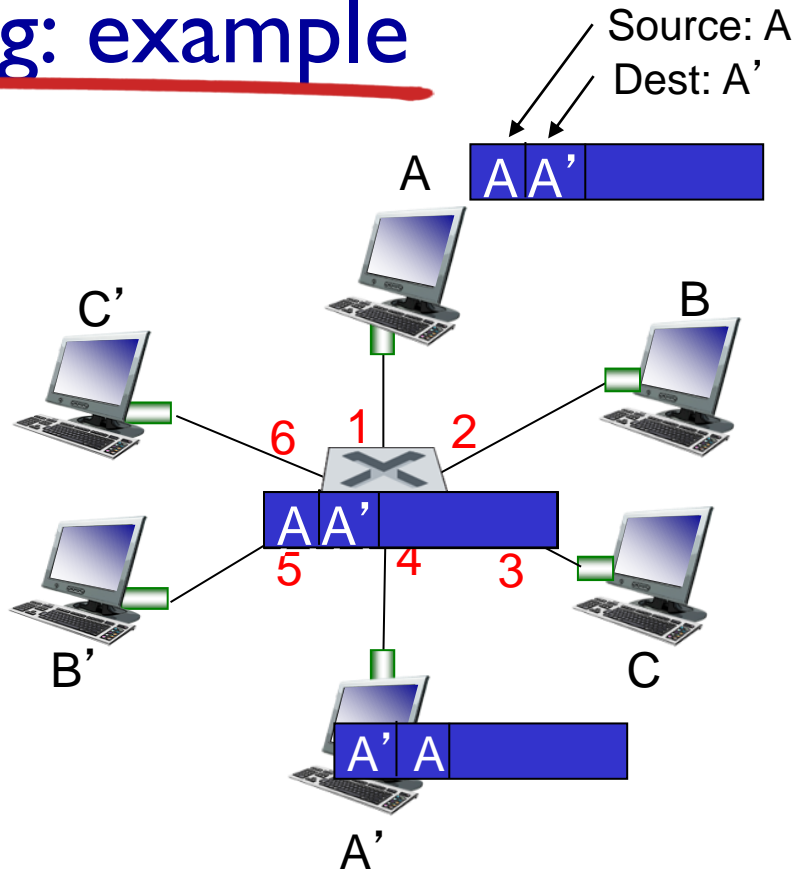 g: example
Source: A
Dest: A’
A
A A’
C’
B
6
1
2
A A’
5
4
3
B’
C
A’ A
A’